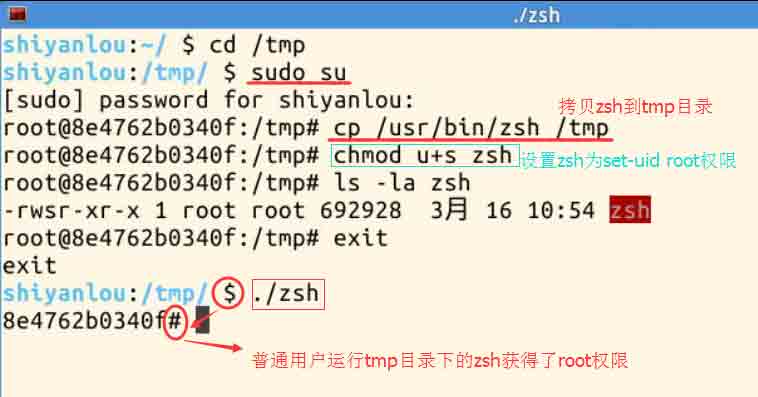 ./zsh
shiyanlou:~/ $ cd /tmp
shiyanlou:/tmp/ $ sudo su
[sudo] password for shiyanlou:
拷贝zsh到tmp目录
root@8e4762b0340f:/tmp# cp /usr/bin/zsh /tmp
root@8e4762b0340f:/tmp# chmod u+s zsh 设置zsh为set-uid root权限
root@8e4762b0340f:/tmp# ls -la zsh
-rwsr-xr-x 1 root root 692928  3月 16 10:54 zsh
root@8e4762b0340f:/tmp# exit
exit
shiyanlou:/tmp/ $ ./zsh
8e4762b0340f#
普通用户运行tmp目录下的zsh获得了root权限